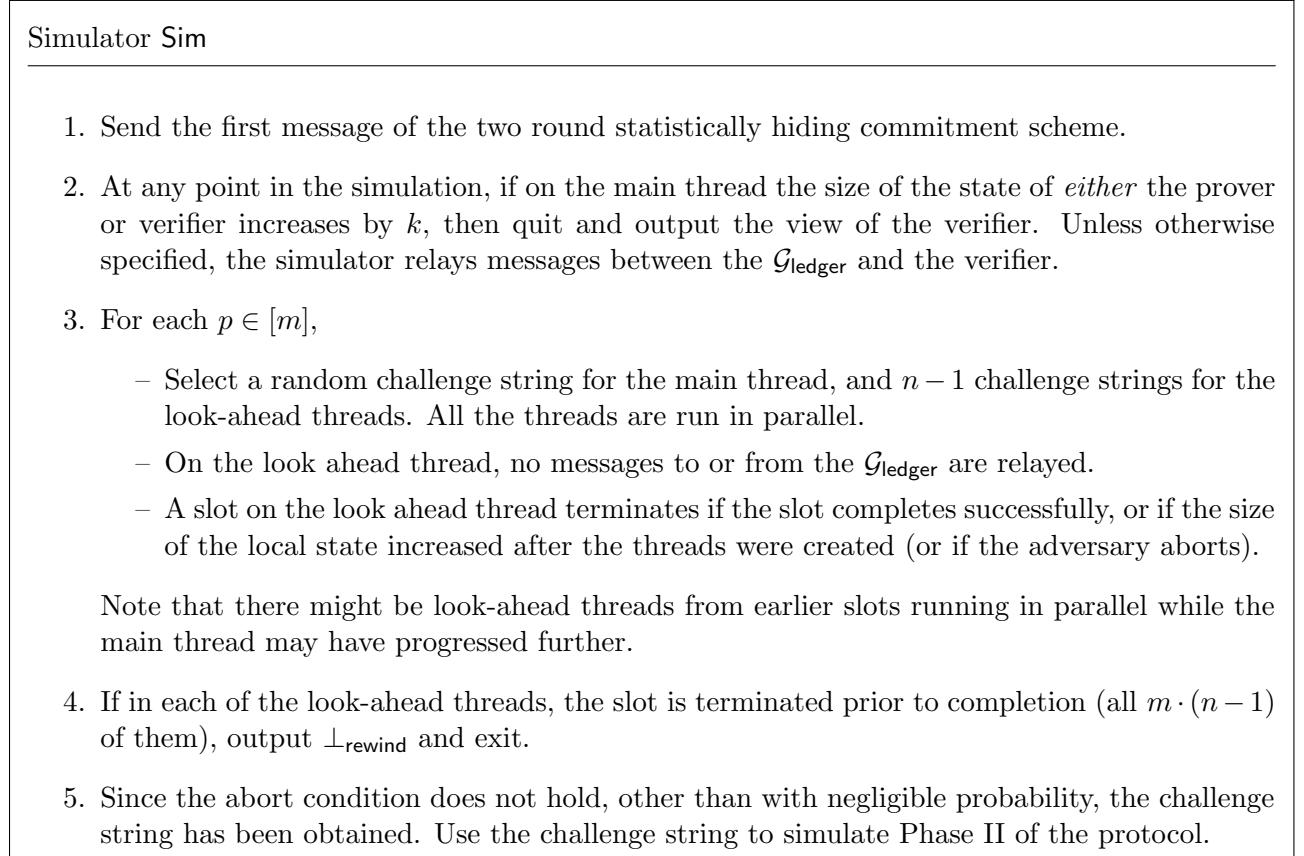 Simulator Sim
1. Send the first message of the two round statistically hiding commitment scheme.
2. At any point in the simulation, if on the main thread the size of the state of either the prover
or verifier increases by k, then quit and output the view of the verifier. Unless otherwise
specified, the simulator relays messages between the 𝒢_ledger and the verifier.
3. For each p ∈ [m],
– Select a random challenge string for the main thread, and n − 1 challenge strings for the
look-ahead threads. All the threads are run in parallel.
– On the look ahead thread, no messages to or from the 𝒢_ledger are relayed.
– A slot on the look ahead thread terminates if the slot completes successfully, or if the size
of the local state increased after the threads were created (or if the adversary aborts).
Note that there might be look-ahead threads from earlier slots running in parallel while the
main thread may have progressed further.
4. If in each of the look-ahead threads, the slot is terminated prior to completion (all m · (n − 1)
of them), output ⊥_rewind and exit.
5. Since the abort condition does not hold, other than with negligible probability, the challenge
string has been obtained. Use the challenge string to simulate Phase II of the protocol.